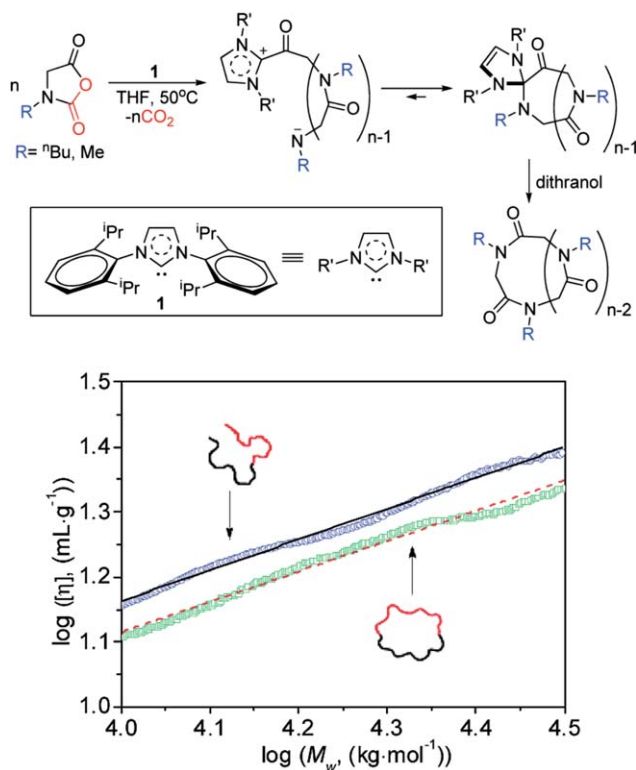 n
O
O
O
N
R
R= ⁿBu, Me
1
THF, 50ºC
-nCO₂
R'
N
+
N
R'
O
N
R
O
N
−
R
n-1
R'
N
O
R'
N
R
N
N
R
O
n-1
dithranol
O
R
N
N
R
O
O
N
R
n-2
ⁱPr
ⁱPr
N
N
ⁱPr
ⁱPr
1
≡
R'
N
N
R'
log ([η], (mL·g⁻¹))
1.5
1.4
1.3
1.2
1.1
1.0
4.0
4.1
4.2
4.3
4.4
4.5
log (Mw, (kg·mol⁻¹))